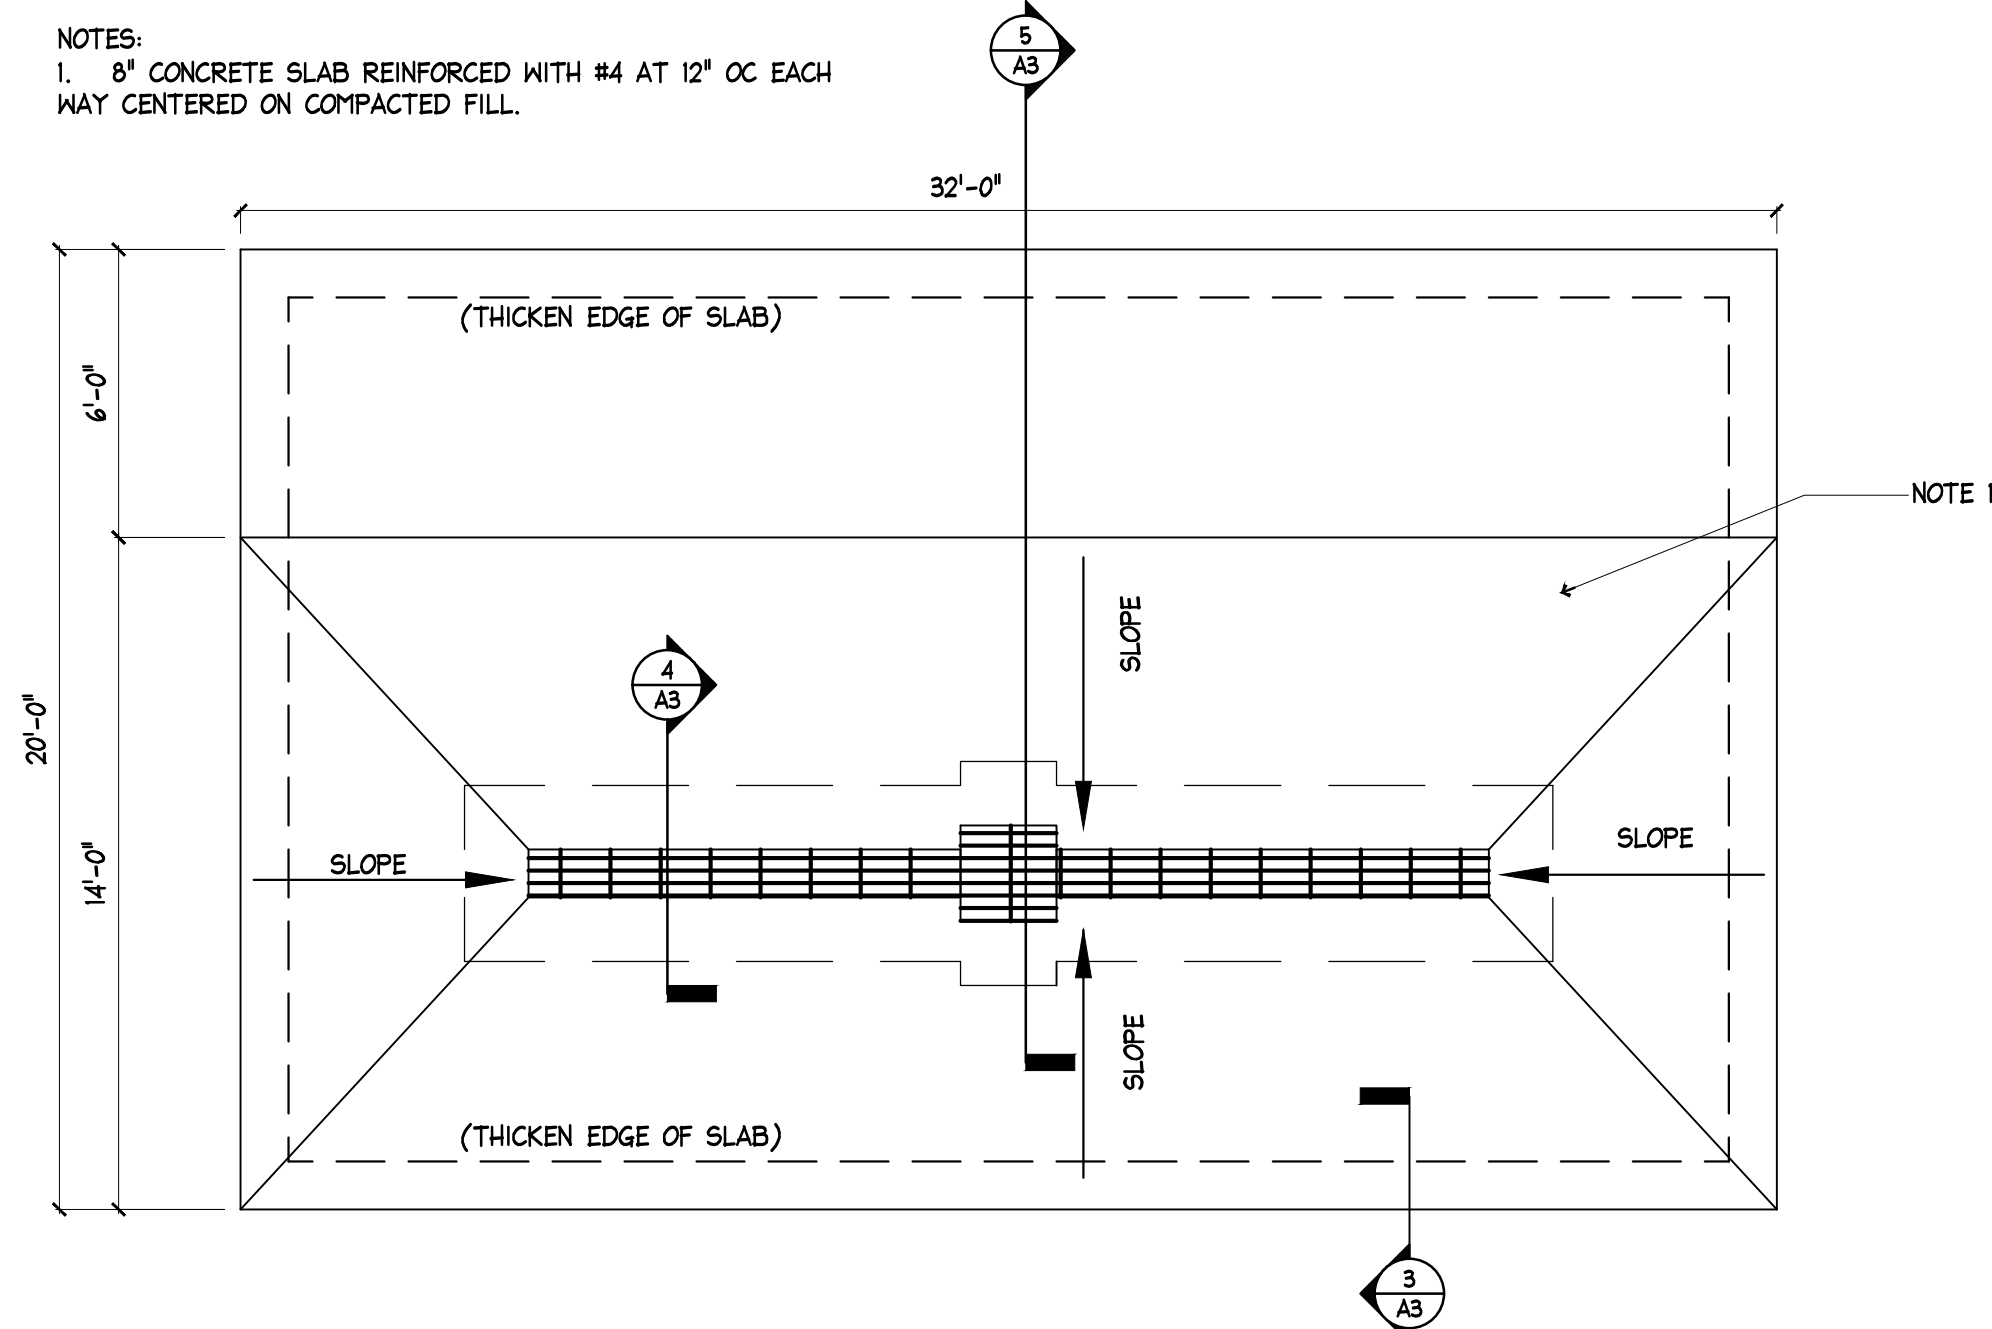 NOTES:
1. 8" CONCRETE SLAB REINFORCED WITH #4 AT 12" OC EACH
WAY CENTERED ON COMPACTED FILL.
5
A3
32'-0"
(THICKEN EDGE OF SLAB)
6'-0"
NOTE 1
SLOPE
4
A3
20'-0"
14'-0"
SLOPE
SLOPE
SLOPE
(THICKEN EDGE OF SLAB)
3
A3